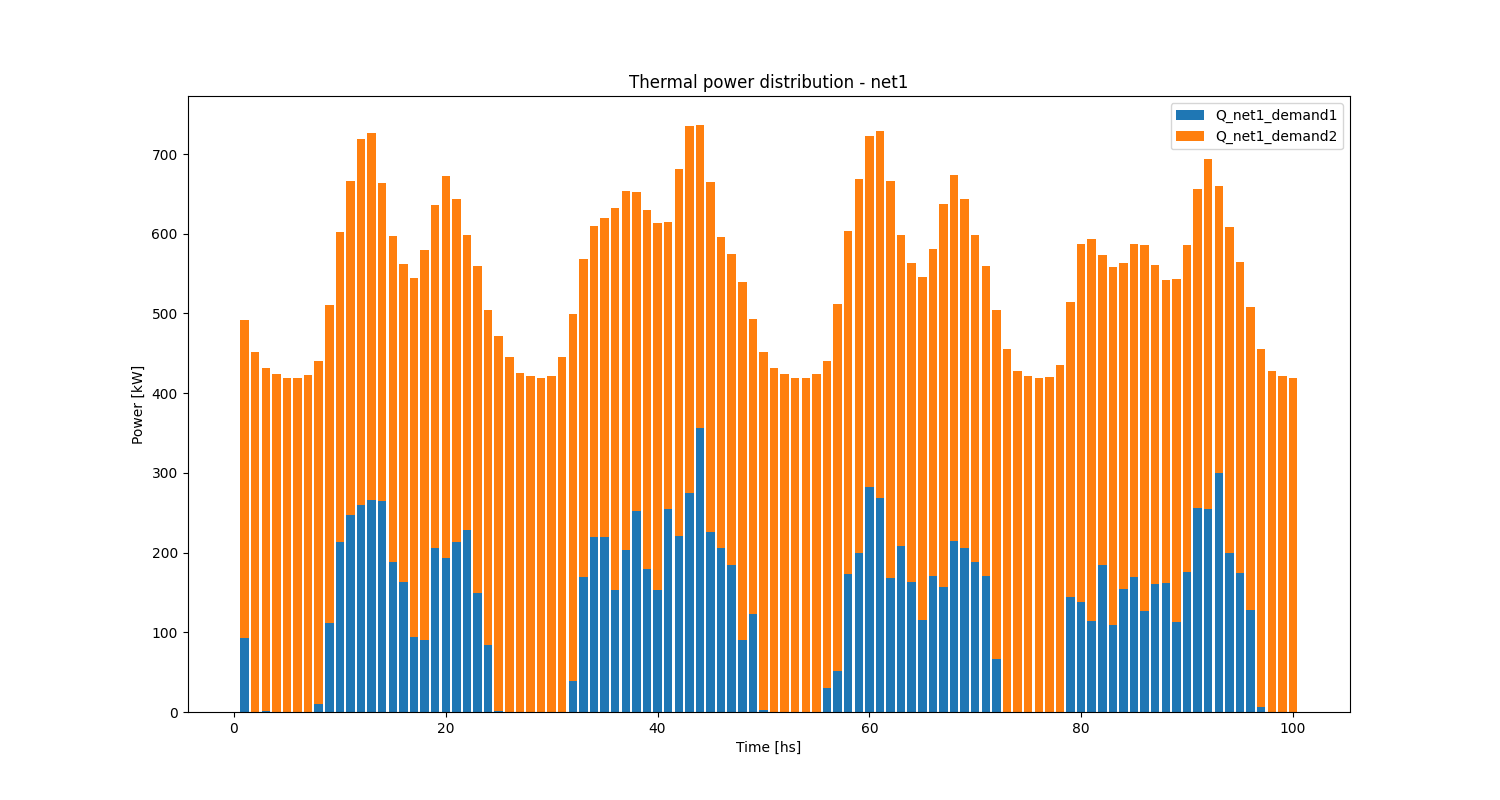 Thermal power distribution - net1
Q_net1_demand1
Q_net1_demand2
Power [kW]
700
600
500
400
300
200
100
0
0 20 40 60 80 100
Time [hs]